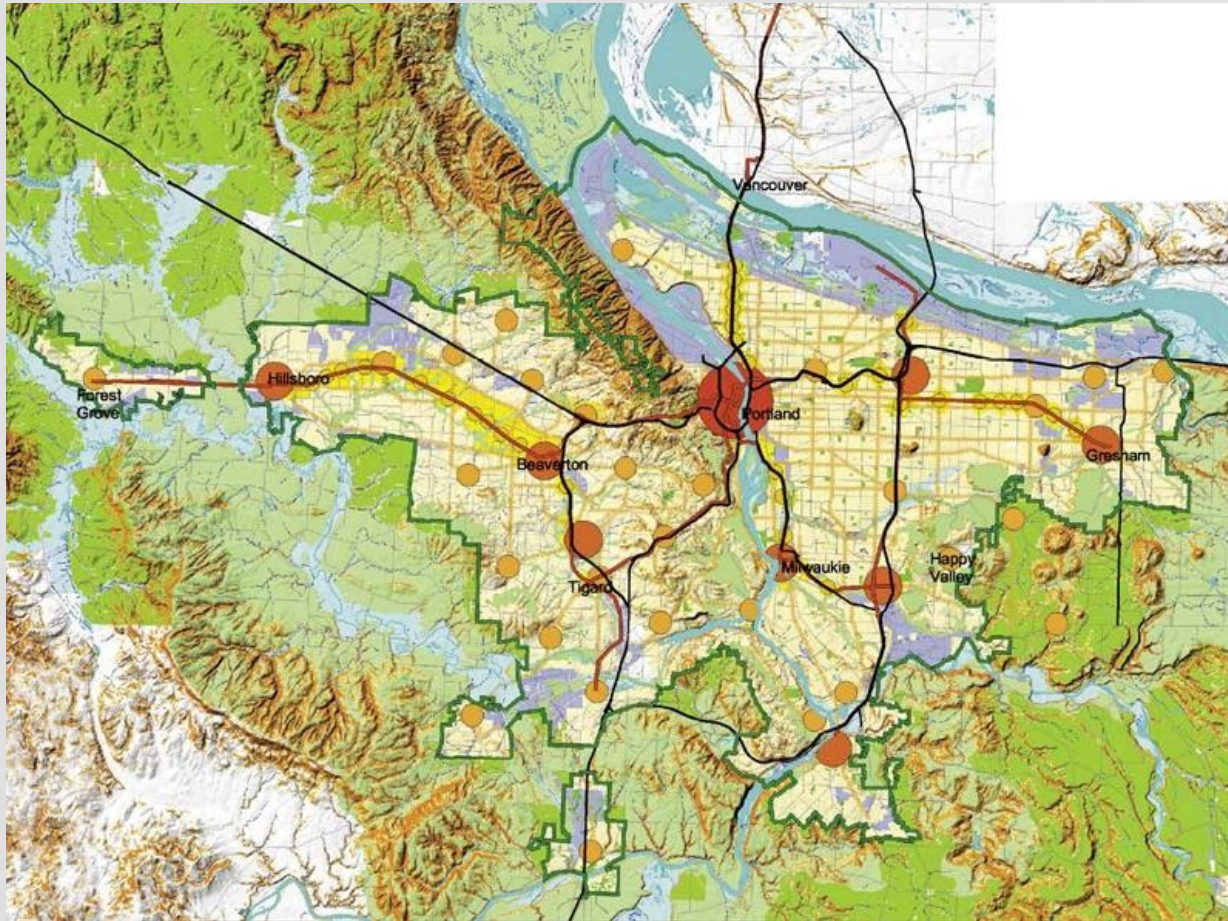 Vancouver
Hillsboro
Forest
Grove
Portland
Beaverton
Gresham
Tigard
Milwaukie
Happy
Valley